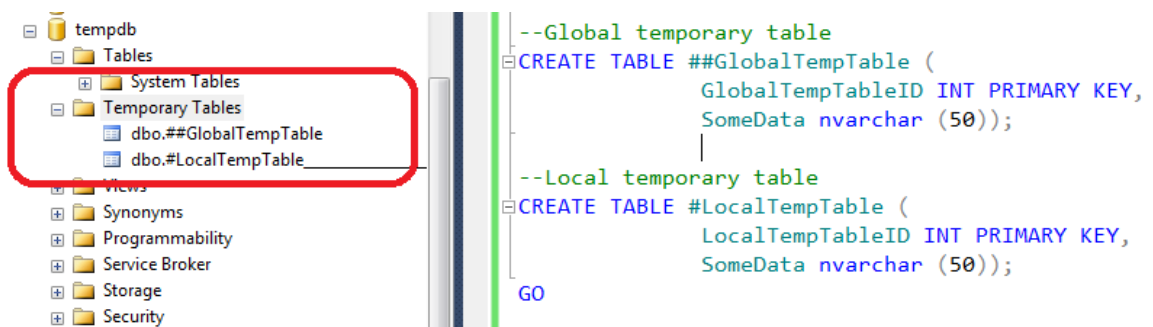 tempdb
Tables
System Tables
Temporary Tables
dbo.##GlobalTempTable
dbo.#LocalTempTable______________
Views
Synonyms
Programmability
Service Broker
Storage
Security
--Global temporary table
CREATE TABLE ##GlobalTempTable (
GlobalTempTableID INT PRIMARY KEY,
SomeData nvarchar (50));
--Local temporary table
CREATE TABLE #LocalTempTable (
LocalTempTableID INT PRIMARY KEY,
SomeData nvarchar (50));
GO